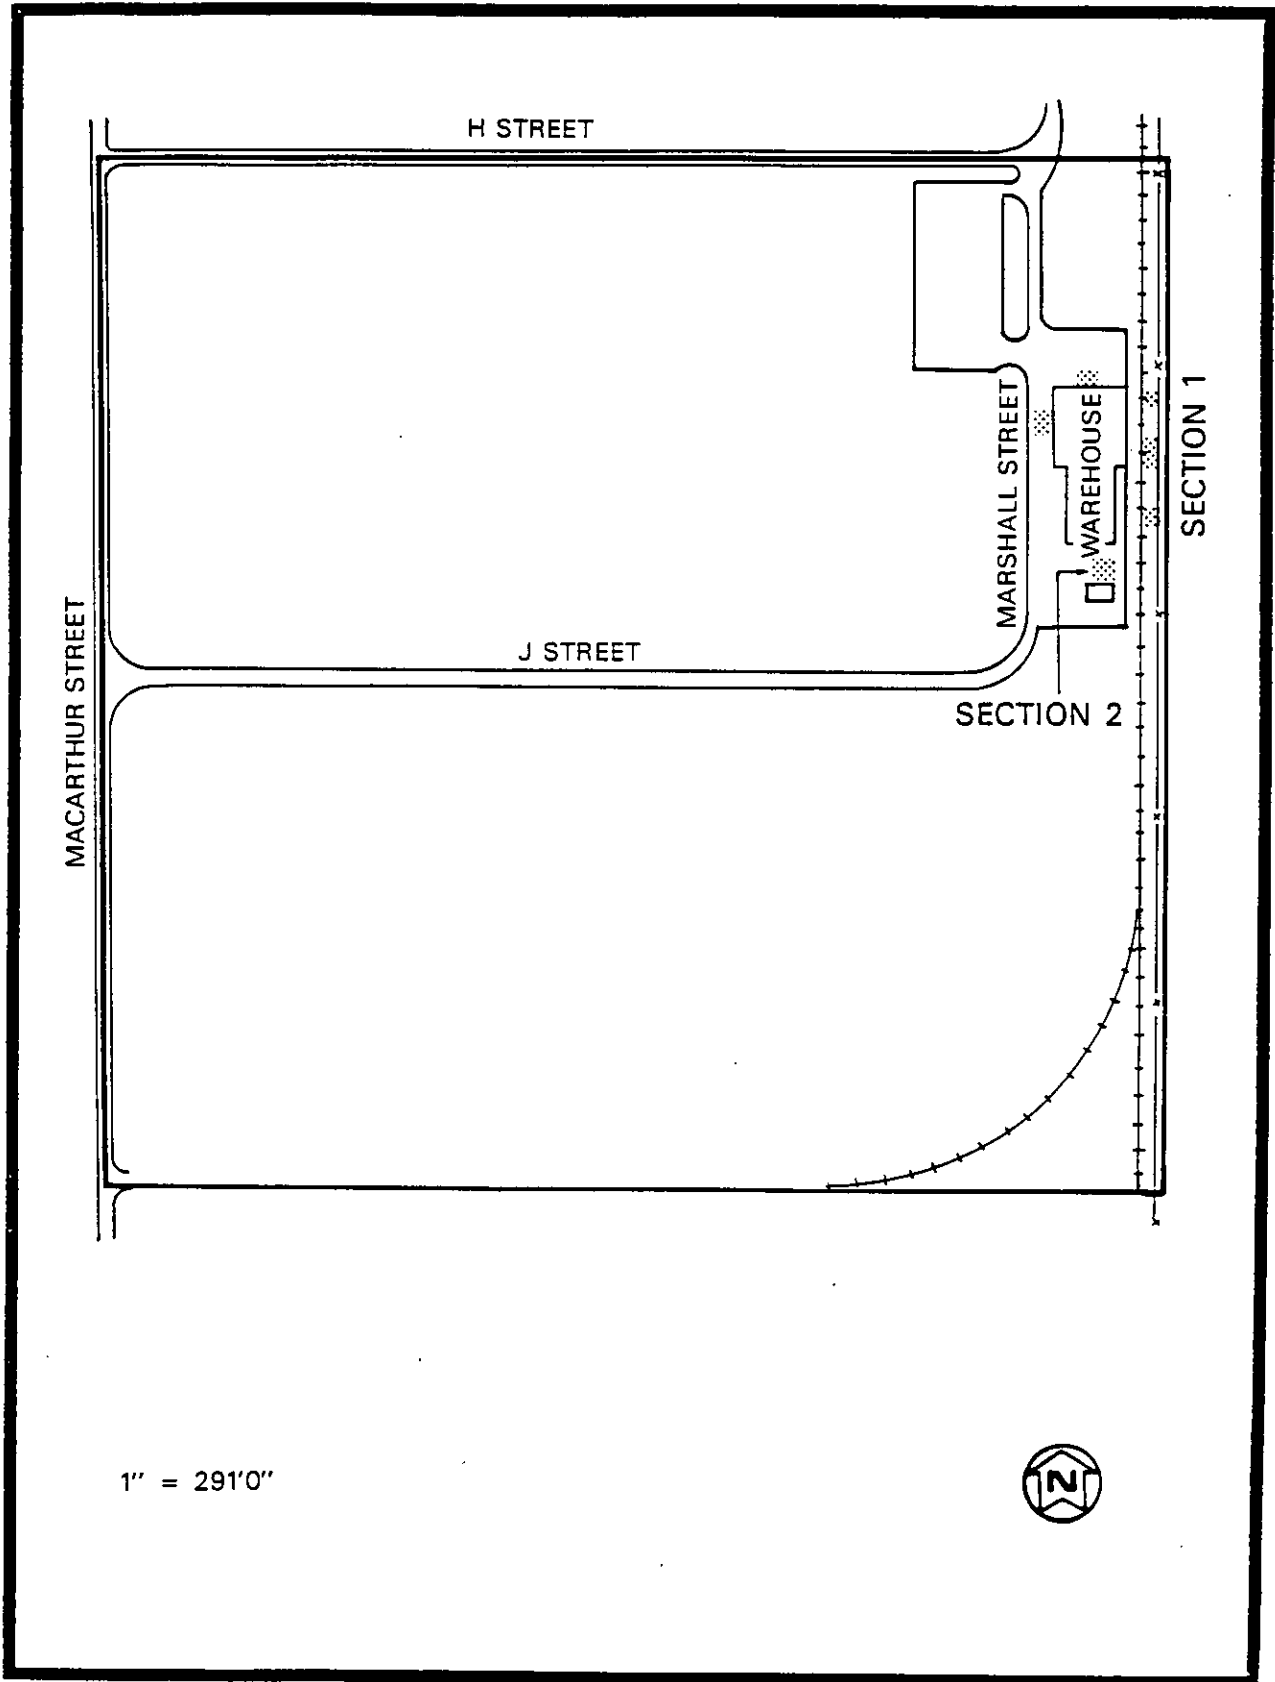 H STREET
MACARTHUR STREET
J STREET
MARSHALL STREET
WAREHOUSE
SECTION 1
SECTION 2
1" = 291'0"
N